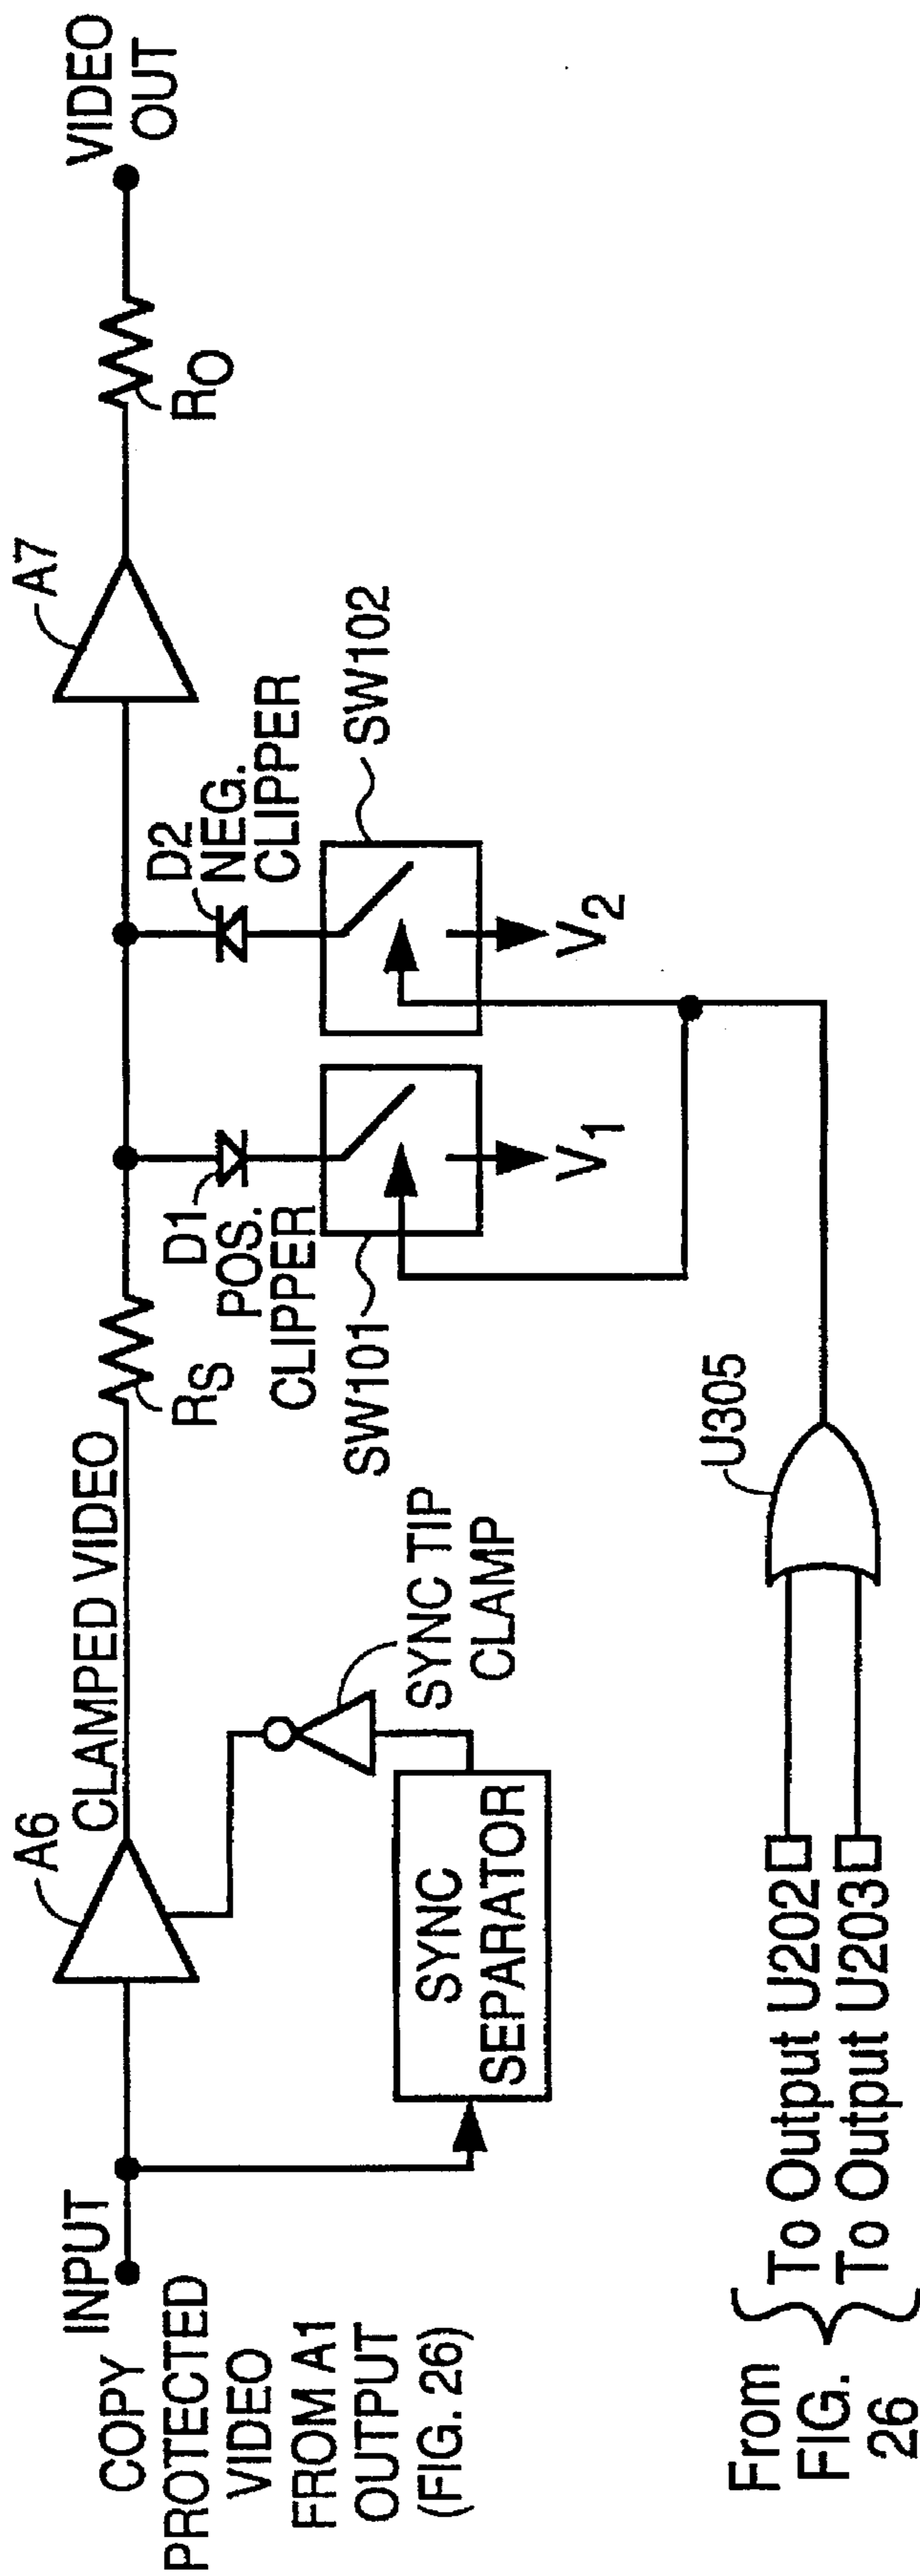 INPUT
COPY
PROTECTED
VIDEO
FROM A1
OUTPUT
(FIG. 26)
A6
CLAMPED VIDEO
SYNC
SEPARATOR
SYNC TIP
CLAMP
RS
D1
POS.
CLIPPER
SW101
V1
D2
NEG.
CLIPPER
SW102
V2
A7
RO
VIDEO
OUT
From
FIG.
26
To Output U202
To Output U203
U305